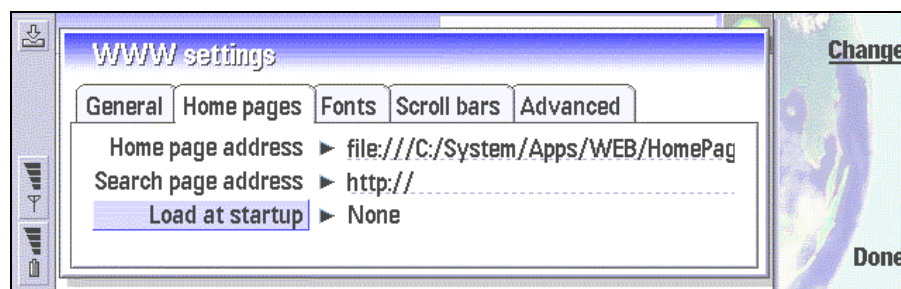 WWW settings
Change
General Home pages Fonts Scroll bars Advanced
Home page address file:///C:/System/Apps/WEB/HomePag
Search page address http://
Load at startup None
Done